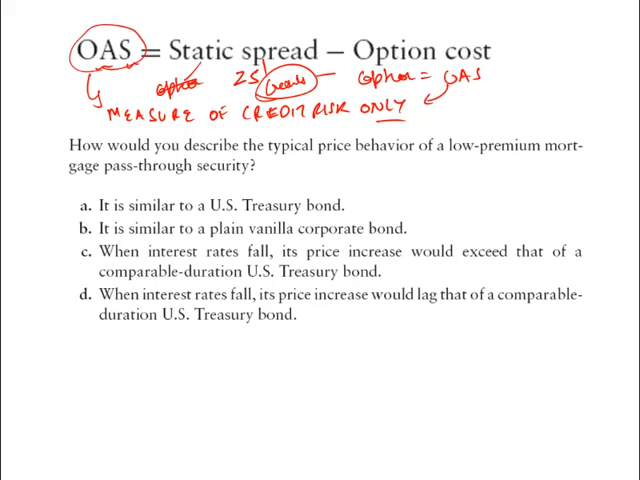 OAS = Static spread − Option cost
ZS − Option = OAS
MEASURE OF CREDIT RISK ONLY
How would you describe the typical price behavior of a low-premium mort-
gage pass-through security?
a. It is similar to a U.S. Treasury bond.
b. It is similar to a plain vanilla corporate bond.
c. When interest rates fall, its price increase would exceed that of a
comparable-duration U.S. Treasury bond.
d. When interest rates fall, its price increase would lag that of a comparable-
duration U.S. Treasury bond.